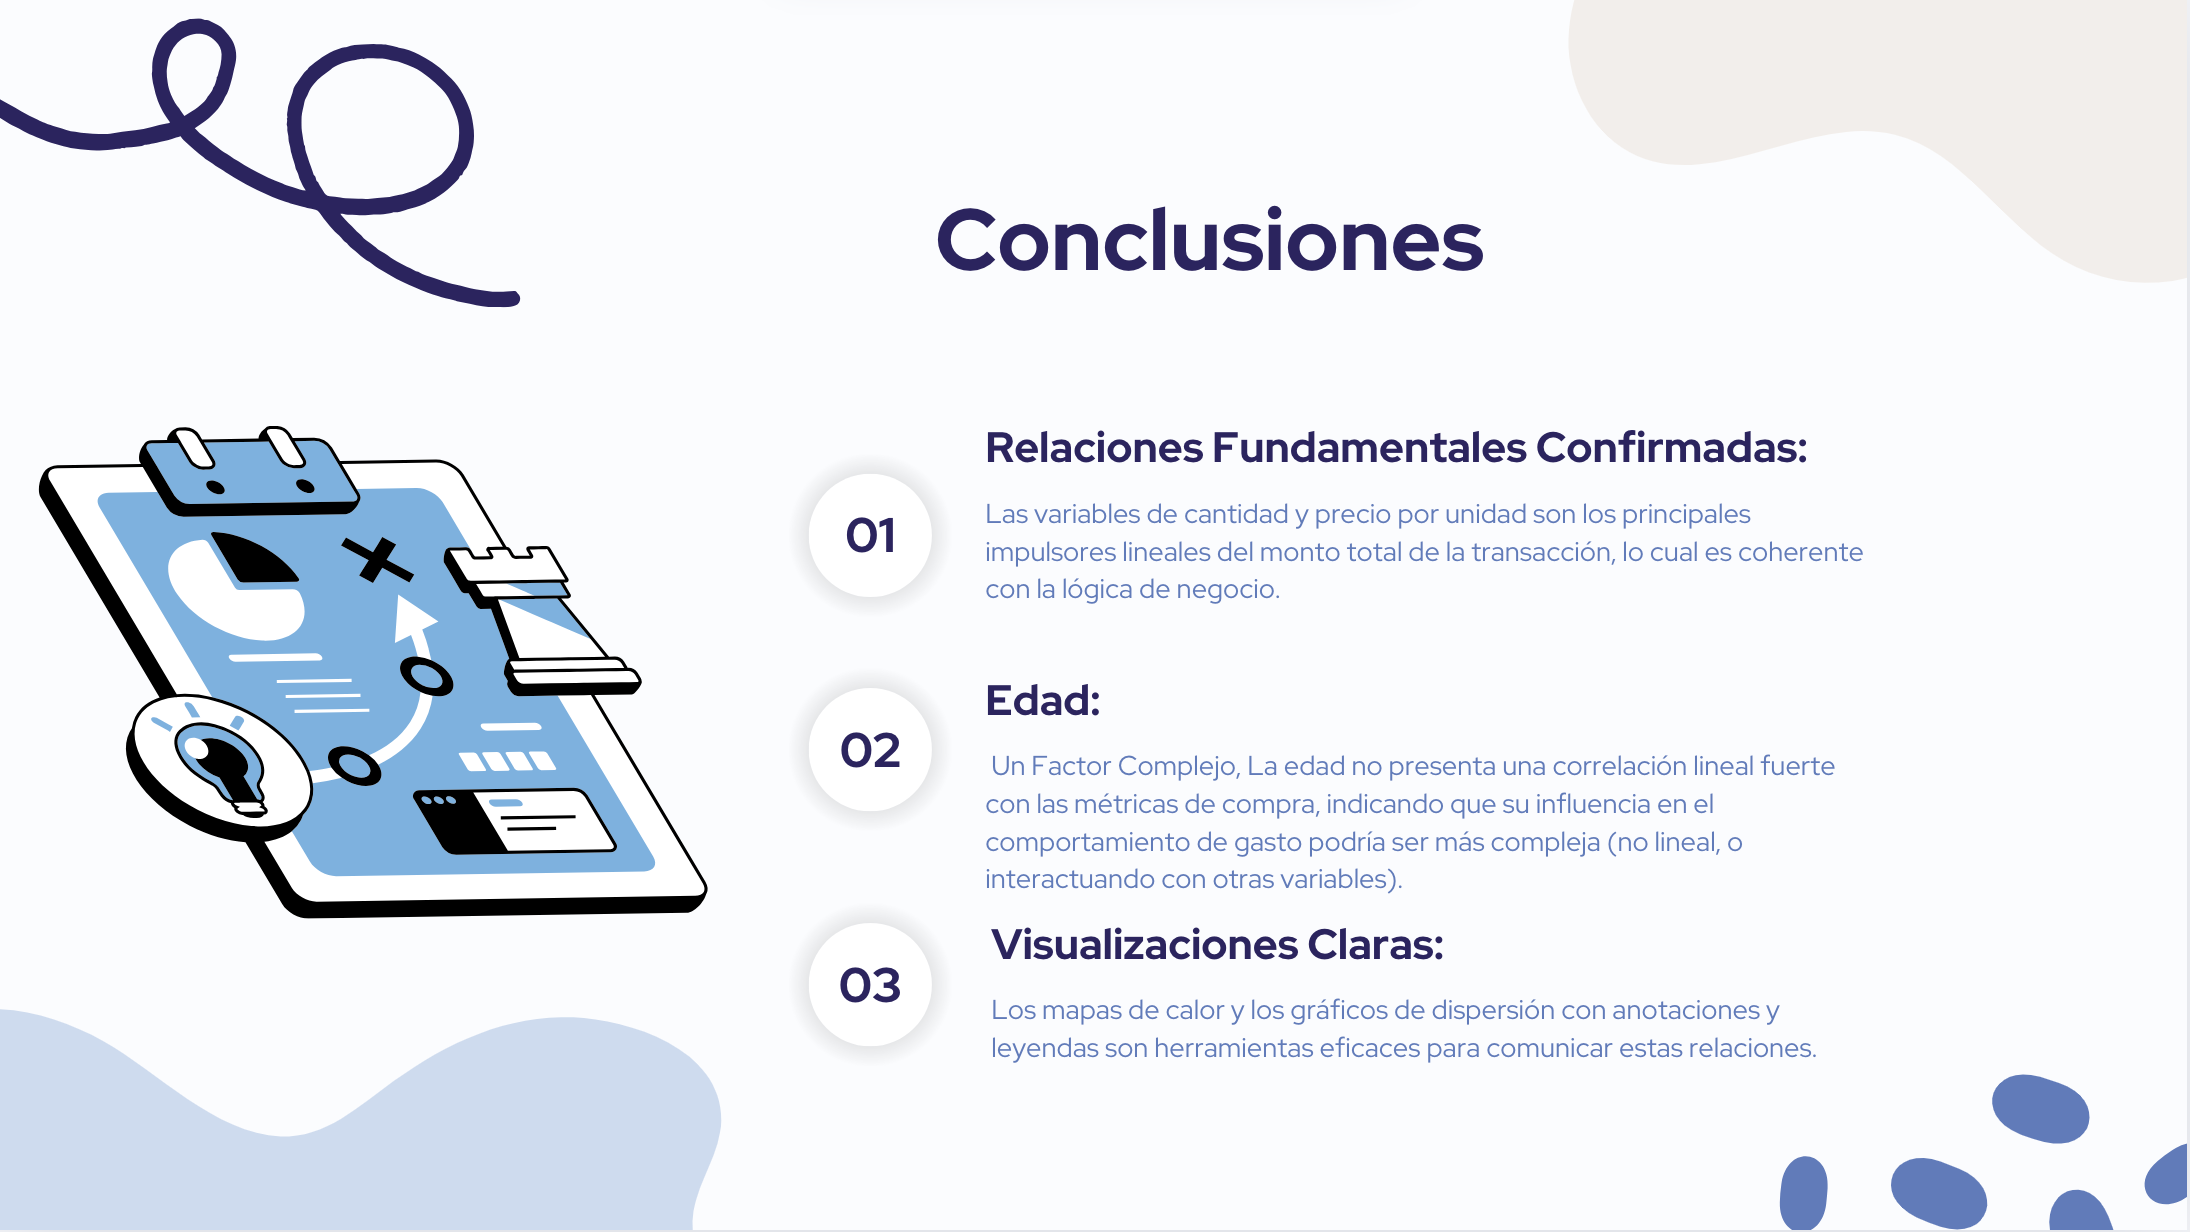 Conclusiones
01
Relaciones Fundamentales Confirmadas:
Las variables de cantidad y precio por unidad son los principales
impulsores lineales del monto total de la transacción, lo cual es coherente
con la lógica de negocio.
02
Edad:
Un Factor Complejo, La edad no presenta una correlación lineal fuerte
con las métricas de compra, indicando que su influencia en el
comportamiento de gasto podría ser más compleja (no lineal, o
interactuando con otras variables).
03
Visualizaciones Claras:
Los mapas de calor y los gráficos de dispersión con anotaciones y
leyendas son herramientas eficaces para comunicar estas relaciones.